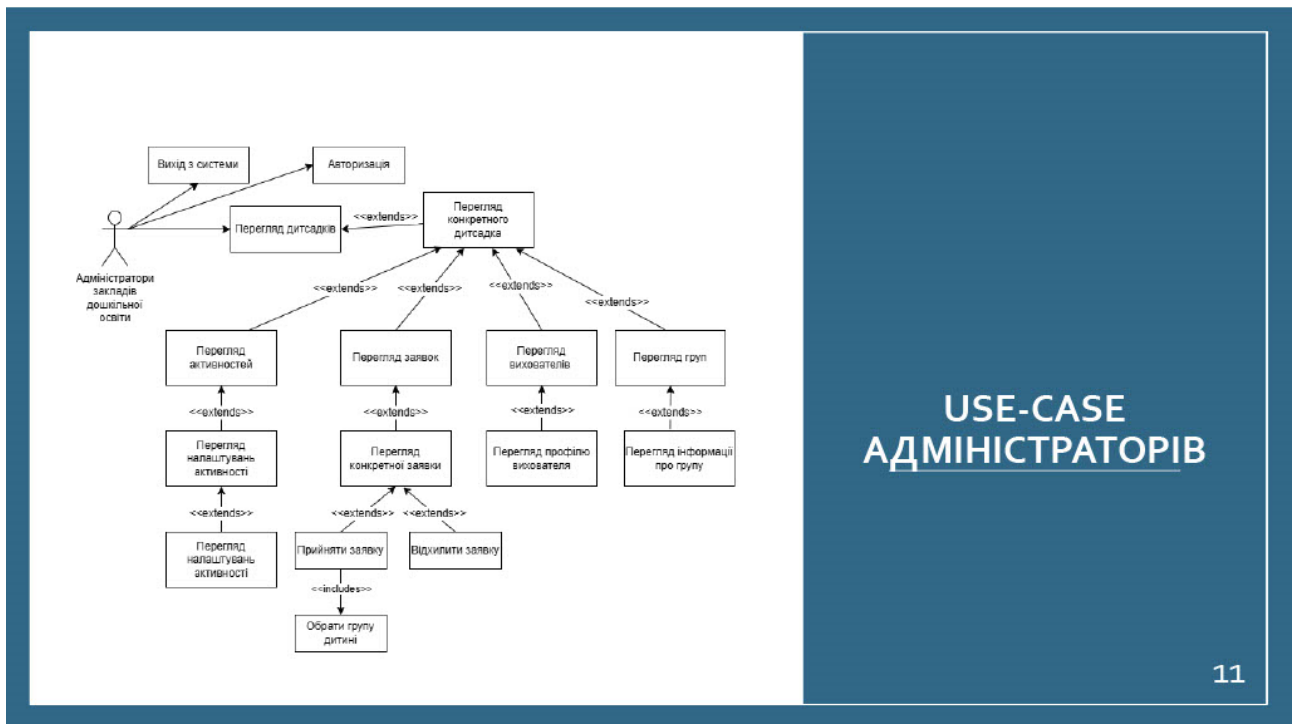 Вихід з системи
Авторизація
Перегляд
конкретного
дитсадка
<<extends>>
Перегляд дитсадків
Адміністратори
закладів
дошкільної
освіти
<<extends>>
<<extends>>
<<extends>>
<<extends>>
Перегляд
активностей
Перегляд заявок
Перегляд
вихователів
Перегляд груп
<<extends>>
<<extends>>
<<extends>>
<<extends>>
Перегляд
налаштувань
активності
Перегляд
конкретної заявки
Перегляд профілю
вихователя
Перегляд інформації
про групу
<<extends>>
<<extends>>
<<extends>>
Перегляд
налаштувань
активності
Прийняти заявку
Відхилити заявку
<<includes>>
Обрати групу
дитині
USE-CASE
АДМІНІСТРАТОРІВ
11